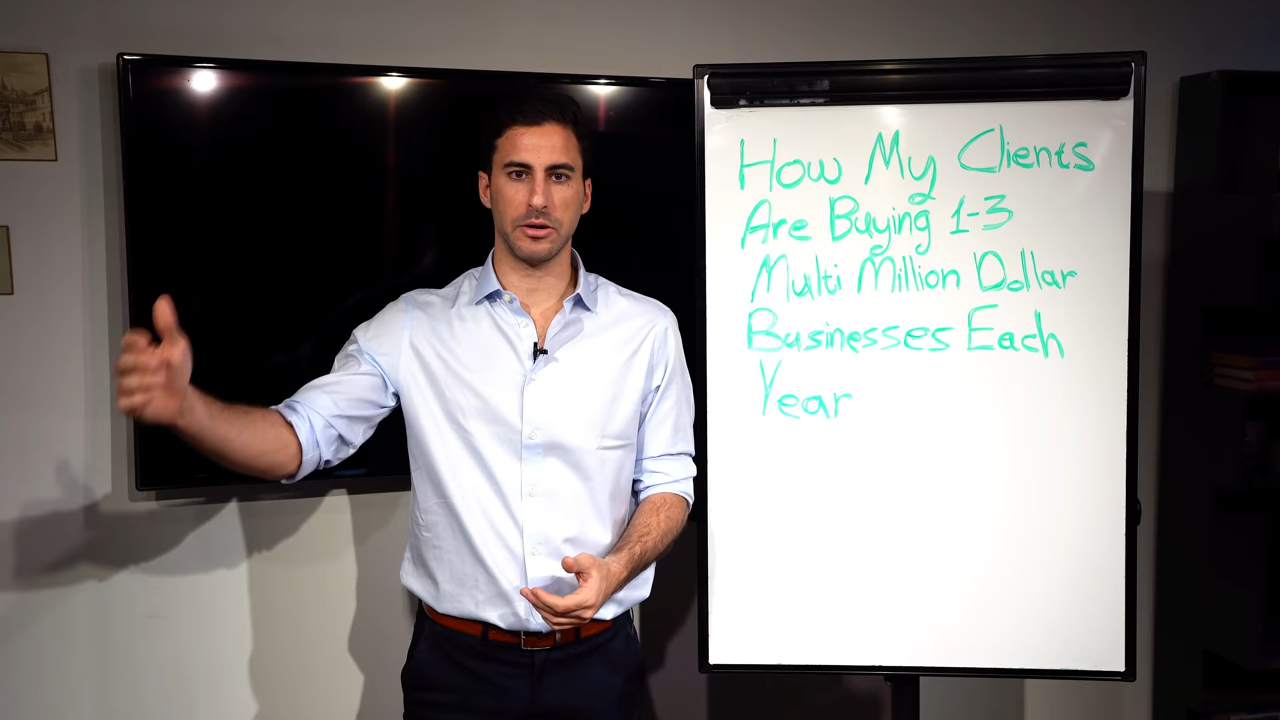 How My Clients
Are Buying 1-3
Multi Million Dollar
Businesses Each
Year